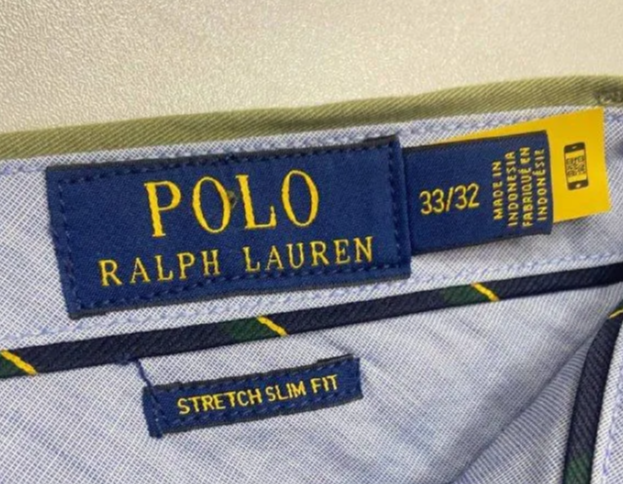 POLO
RALPH LAUREN
33/32
MADE IN
INDONESIA
FABRIQUÉ EN
INDONÉSIE
STRETCH SLIM FIT